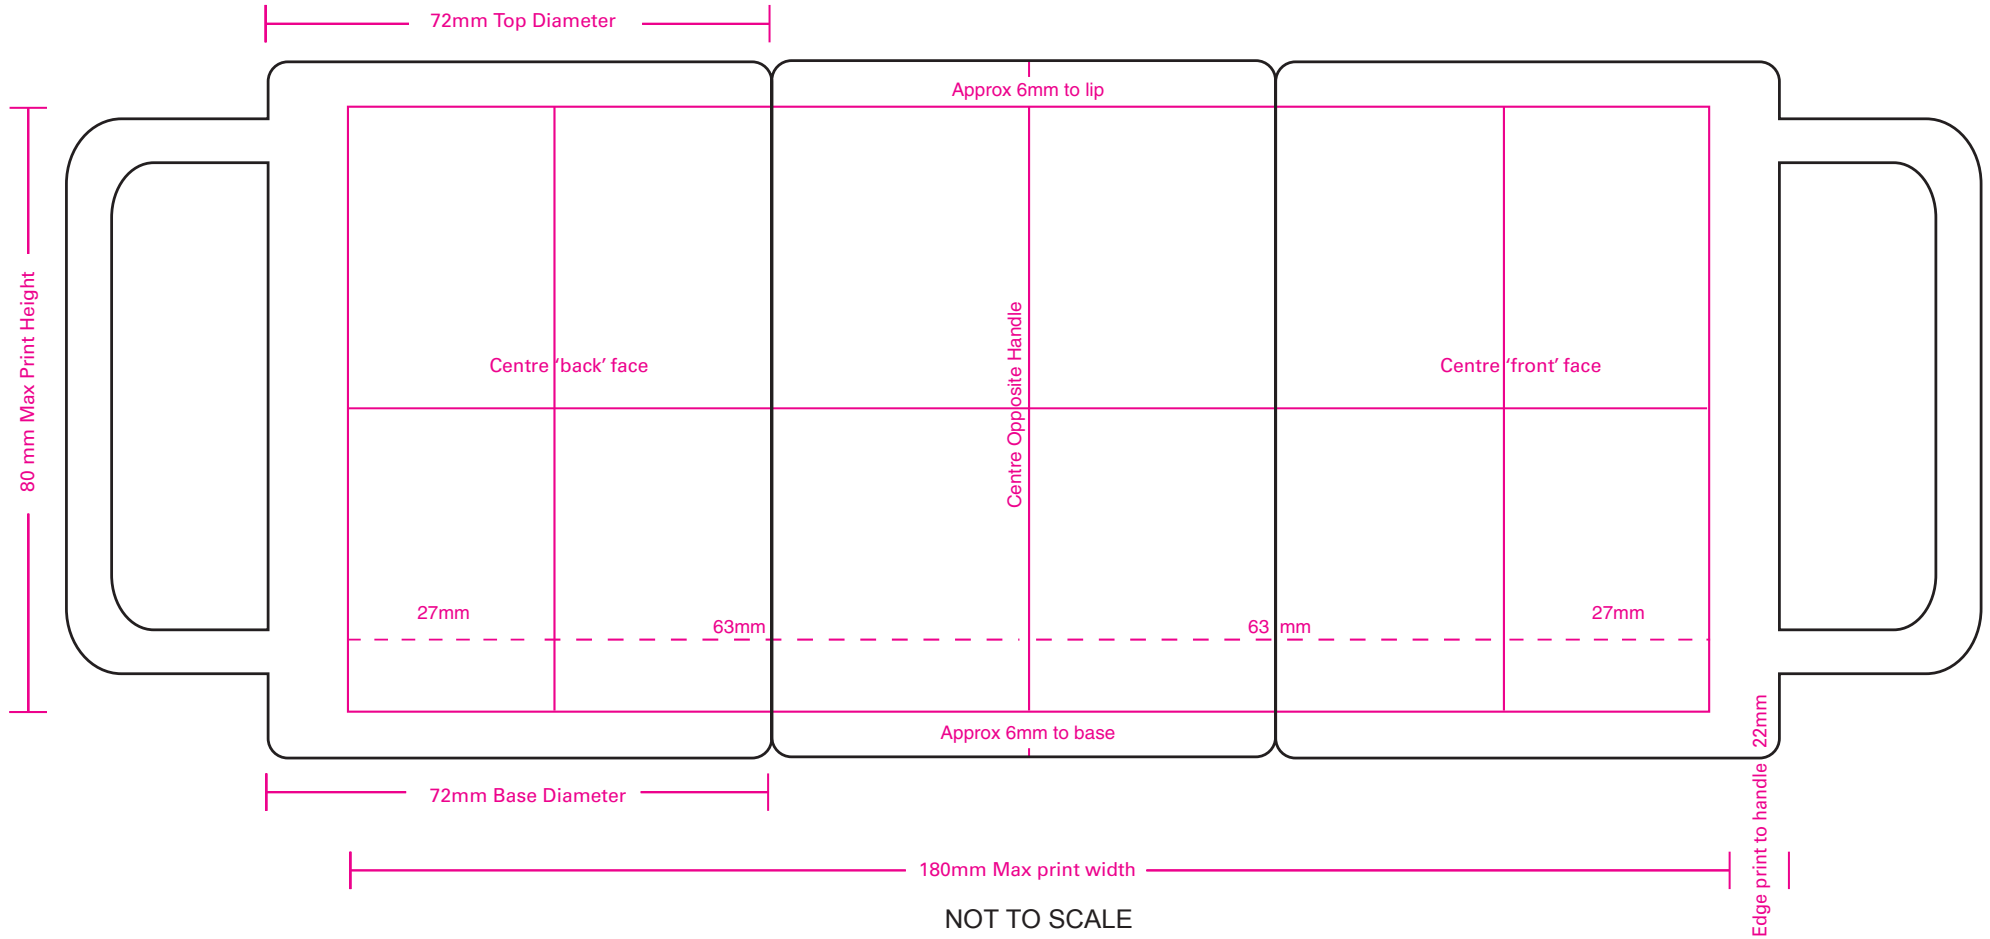 72mm Top Diameter
Approx 6mm to lip
80 mm Max Print Height
Centre Opposite Handle
Centre 'back' face
Centre 'front' face
27mm
63mm
63 mm
27mm
Approx 6mm to base
Edge print to handle 22mm
72mm Base Diameter
180mm Max print width
NOT TO SCALE